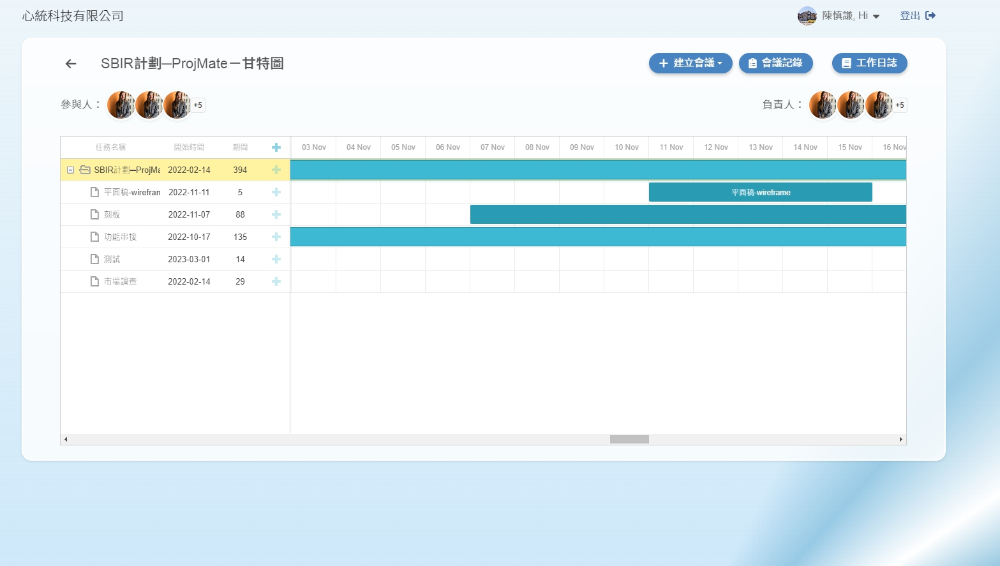 心統科技有限公司
陳慎謙, Hi
登出
SBIR計劃—ProjMate－甘特圖
建立會議
會議記錄
工作日誌
參與人：
+5
負責人：
+5
任務名稱 開始時間 期間 03 Nov 04 Nov 05 Nov 06 Nov 07 Nov 08 Nov 09 Nov 10 Nov 11 Nov 12 Nov 13 Nov 14 Nov 15 Nov 16 Nov
SBIR計劃—ProjMa 2022-02-14 394
平面稿-wirefran 2022-11-11 5 平面稿-wireframe
刻板 2022-11-07 88
功能串接 2022-10-17 135
測試 2023-03-01 14
市場調查 2022-02-14 29